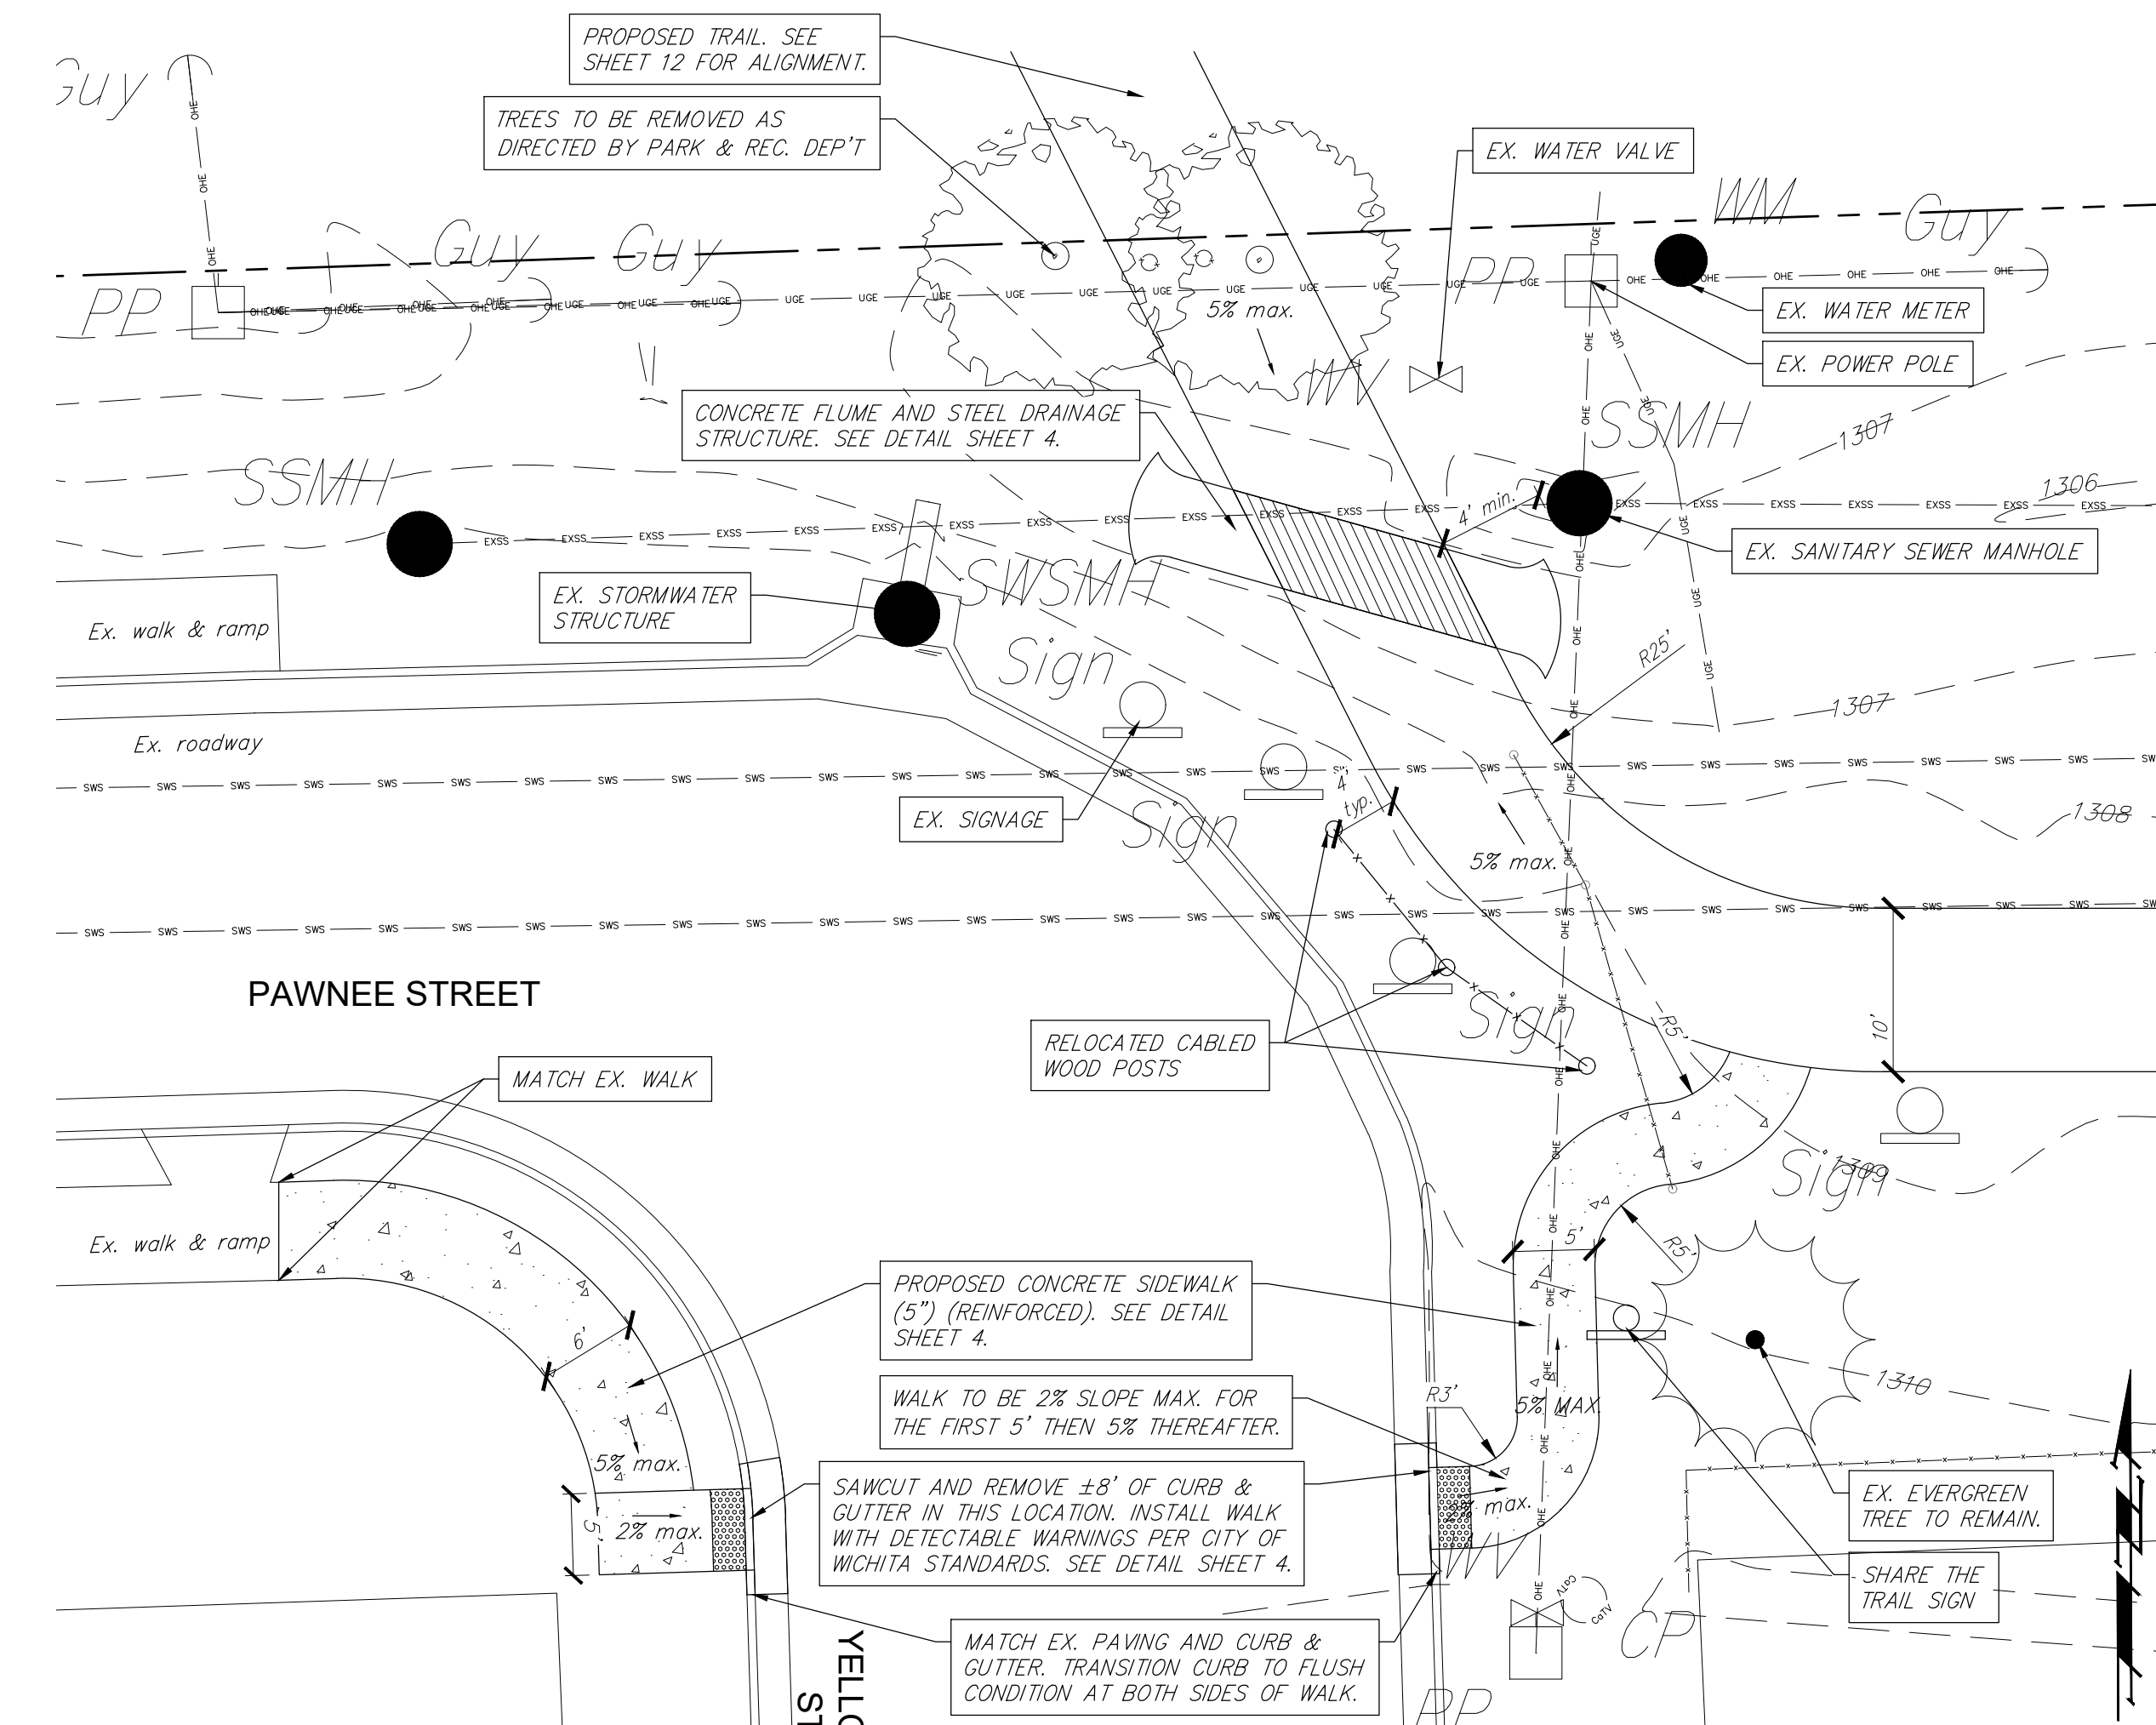 Guy
PROPOSED TRAIL. SEE
SHEET 12 FOR ALIGNMENT.
TREES TO BE REMOVED AS
DIRECTED BY PARK & REC. DEP'T
EX. WATER VALVE
WM
Guy
Guy
Guy
PP
PP
5% max.
EX. WATER METER
EX. POWER POLE
WV
CONCRETE FLUME AND STEEL DRAINAGE
STRUCTURE. SEE DETAIL SHEET 4.
SSMH
1307
SSMH
1306
4' min.
EX. SANITARY SEWER MANHOLE
EX. STORMWATER
STRUCTURE
SWSMH
Ex. walk & ramp
Sign
R25'
1307
Ex. roadway
4'
typ.
EX. SIGNAGE
Sign
1308
5% max.
PAWNEE STREET
Sign
R5'
10'
RELOCATED CABLED
WOOD POSTS
MATCH EX. WALK
Sign
1309
Ex. walk & ramp
5'
R5'
PROPOSED CONCRETE SIDEWALK
(5") (REINFORCED). SEE DETAIL
SHEET 4.
6'
WALK TO BE 2% SLOPE MAX. FOR
THE FIRST 5' THEN 5% THEREAFTER.
R3'
5% MAX.
1310
5% max.
SAWCUT AND REMOVE ±8' OF CURB &
GUTTER IN THIS LOCATION. INSTALL WALK
WITH DETECTABLE WARNINGS PER CITY OF
WICHITA STANDARDS. SEE DETAIL SHEET 4.
5'
2% max.
2% max.
EX. EVERGREEN
TREE TO REMAIN.
SHARE THE
TRAIL SIGN
CaTV
CaTV
CP
MATCH EX. PAVING AND CURB &
GUTTER. TRANSITION CURB TO FLUSH
CONDITION AT BOTH SIDES OF WALK.
PP
OHE
UGE
EXSS
SWS